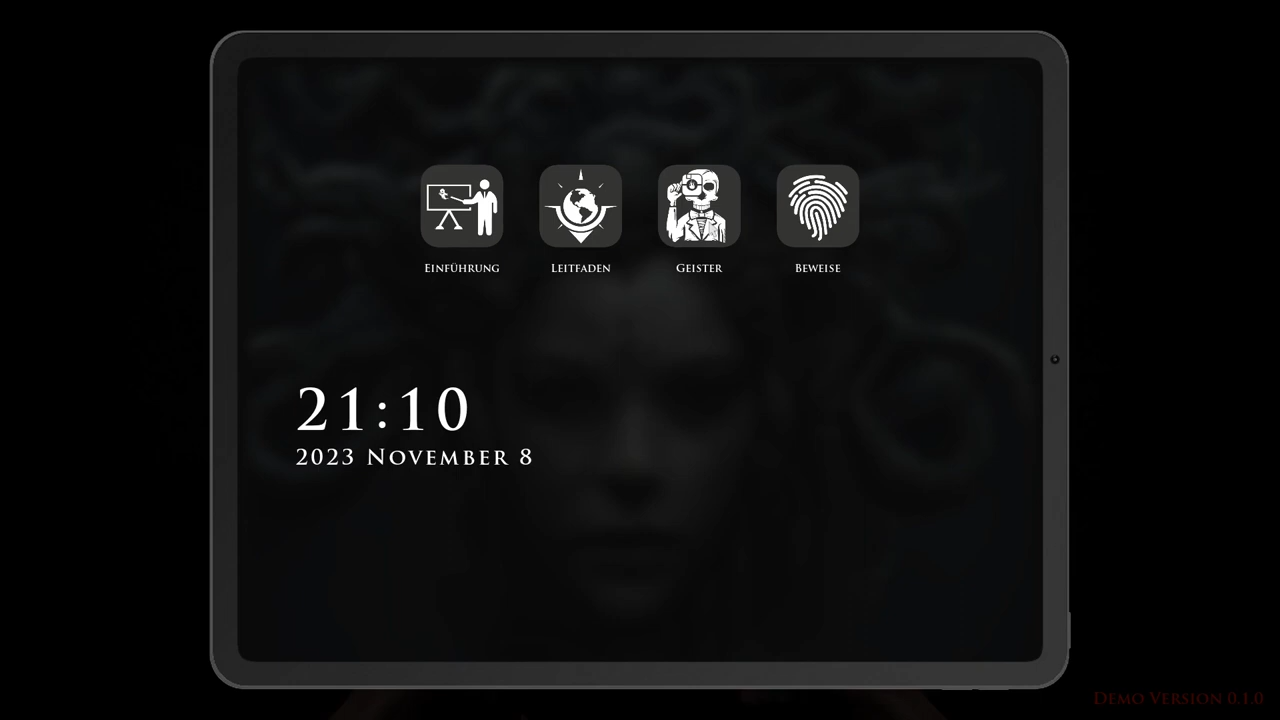 Einführung
Leitfaden
Geister
Beweise
21:10
2023 November 8
Demo Version 0.1.0